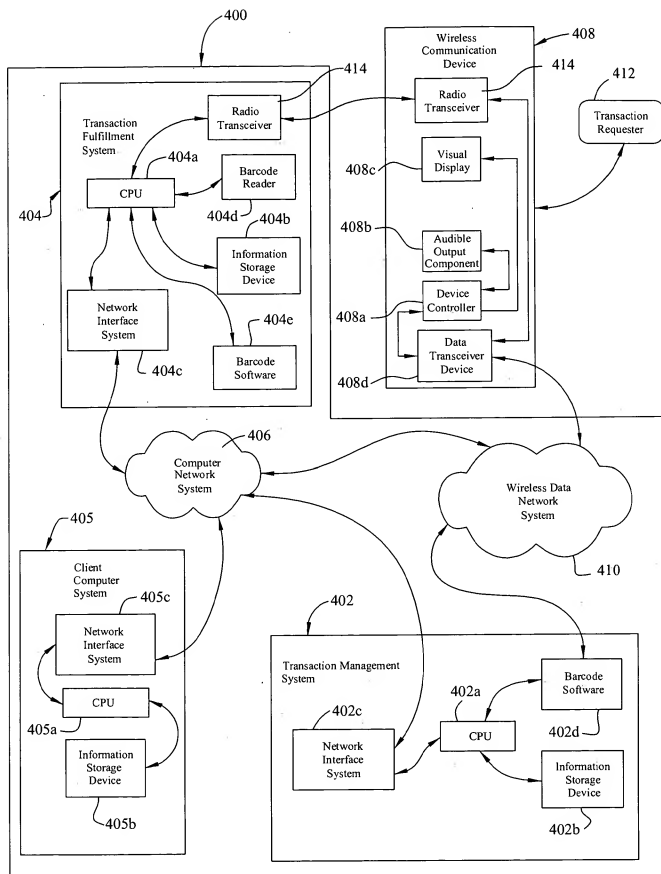 400
Wireless
Communication
Device
408
414
414
412
Radio
Transceiver
Radio
Transceiver
Transaction
Requester
Transaction
Fulfillment
System
404a
408c
Visual
Display
CPU
Barcode
Reader
404
404d
404b
408b
Audible
Output
Component
Information
Storage
Device
Device
Controller
408a
Network
Interface
System
404e
Data
Transceiver
Device
404c
Barcode
Software
408d
406
Computer
Network
System
Wireless Data
Network
System
405
Client
Computer
System
410
405c
402
Network
Interface
System
Transaction Management
System
402c
402a
Barcode
Software
CPU
402d
405a
CPU
Network
Interface
System
Information
Storage
Device
Information
Storage
Device
405b
402b